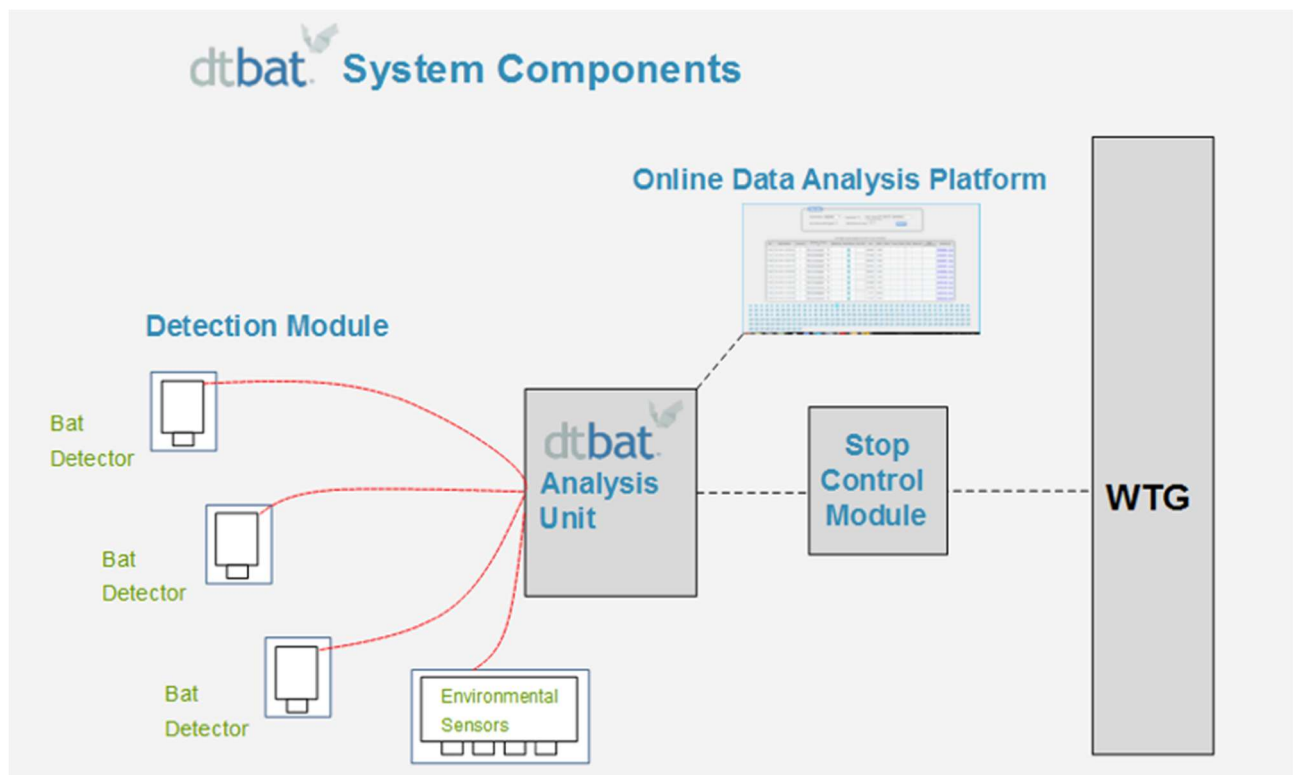 dtbat. System Components
Online Data Analysis Platform
Detection Module
Bat
Detector
Bat
Detector
Bat
Detector
Environmental
Sensors
dtbat.
Analysis
Unit
Stop
Control
Module
WTG